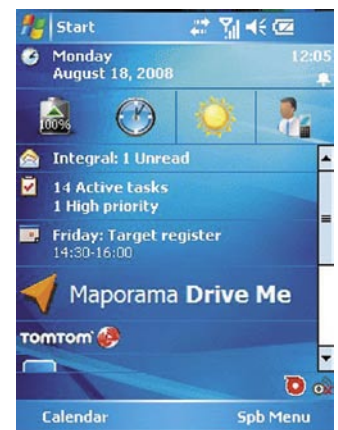 Start
Monday 12:05
August 18, 2008
100%
Integral: 1 Unread
14 Active tasks
1 High priority
Friday: Target register
14:30-16:00
Maporama Drive Me
TOMTOM
Calendar Spb Menu